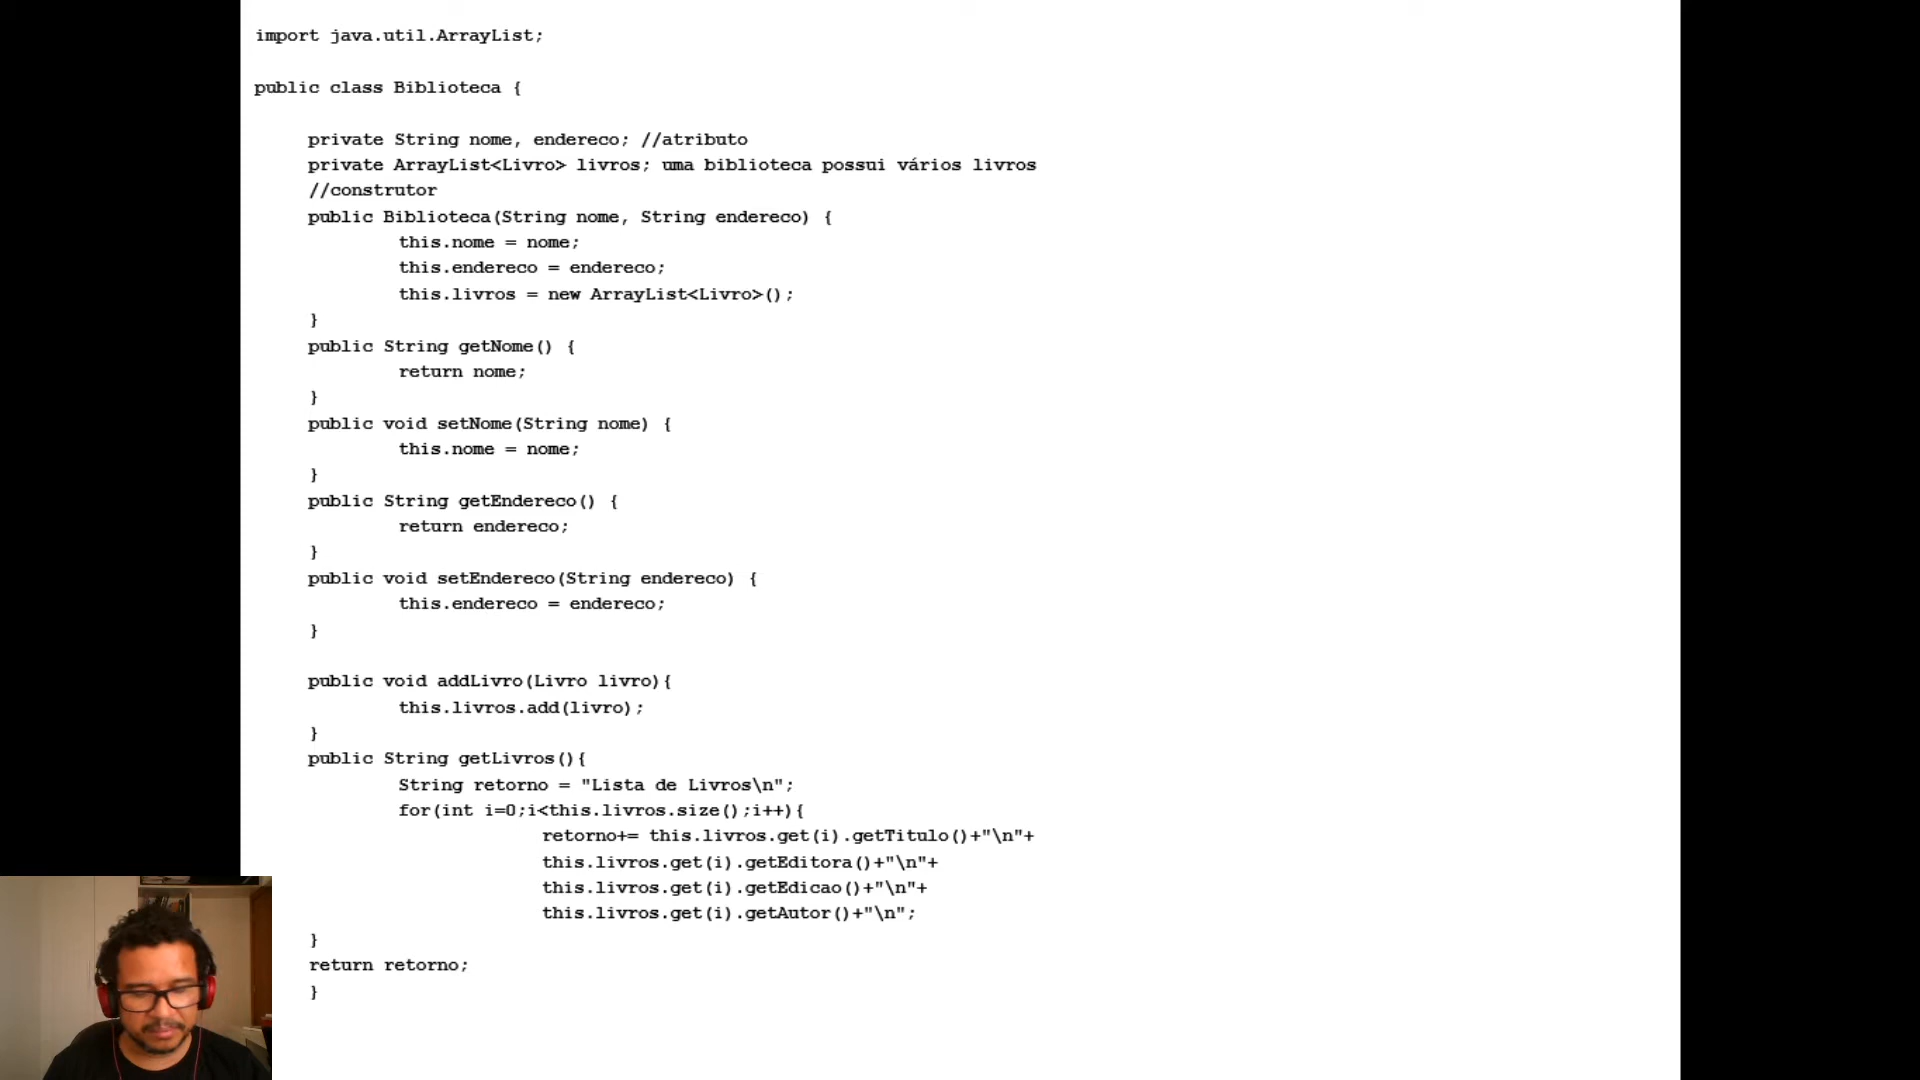 import java.util.ArrayList;
public class Biblioteca {
private String nome, endereco; //atributo
private ArrayList<Livro> livros; uma biblioteca possui vários livros
//construtor
public Biblioteca(String nome, String endereco) {
this.nome = nome;
this.endereco = endereco;
this.livros = new ArrayList<Livro>();
}
public String getNome() {
return nome;
}
public void setNome(String nome) {
this.nome = nome;
}
public String getEndereco() {
return endereco;
}
public void setEndereco(String endereco) {
this.endereco = endereco;
}
public void addLivro(Livro livro){
this.livros.add(livro);
}
public String getLivros(){
String retorno = "Lista de Livros\n";
for(int i=0;i<this.livros.size();i++){
retorno+= this.livros.get(i).getTitulo()+"\n"+
this.livros.get(i).getEditora()+"\n"+
this.livros.get(i).getEdicao()+"\n"+
this.livros.get(i).getAutor()+"\n";
}
return retorno;
}